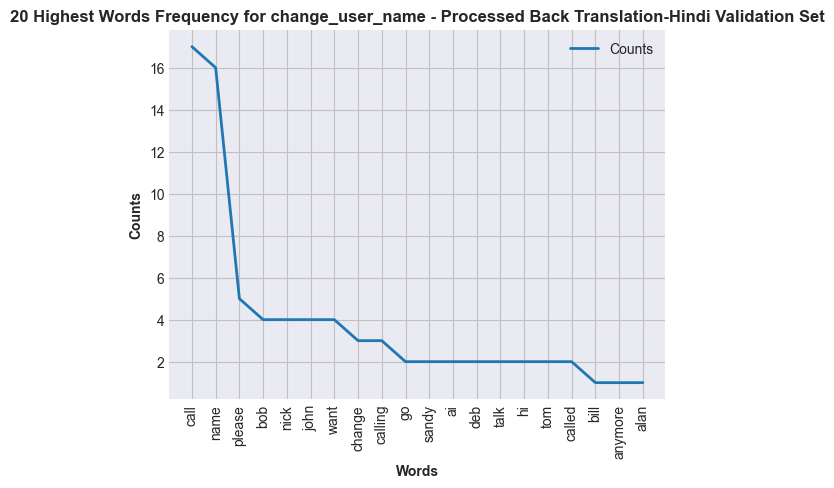 20 Highest Words Frequency for change_user_name - Processed Back Translation-Hindi Validation Set
Counts
16
14
12
10
8
6
4
2
Counts
call
name
please
bob
nick
john
want
change
calling
go
sandy
ai
deb
talk
hi
tom
called
bill
anymore
alan
Words